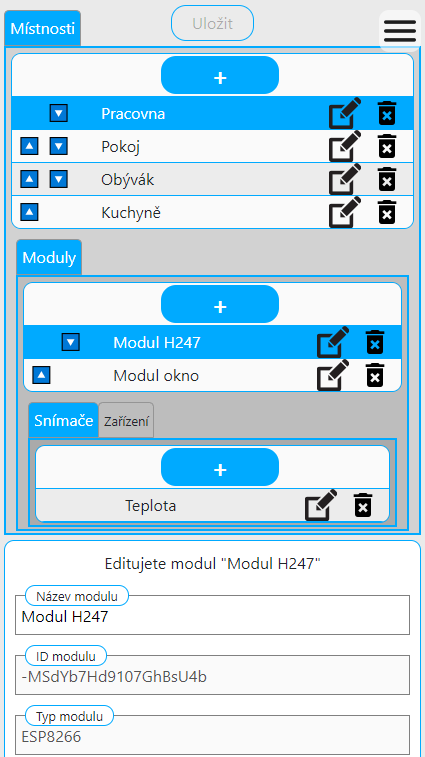 Místnosti
Uložit
+
Pracovna
Pokoj
Obývák
Kuchyně
Moduly
+
Modul H247
Modul okno
Snímače Zařízení
+
Teplota
Editujete modul "Modul H247"
Název modulu
Modul H247
ID modulu
-MSdYb7Hd9107GhBsU4b
Typ modulu
ESP8266